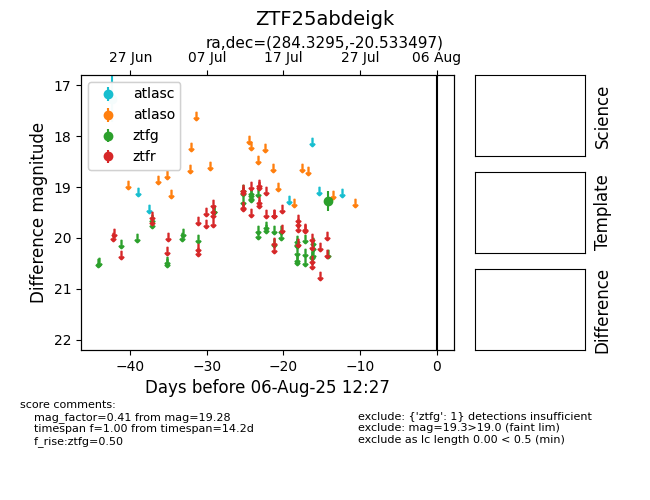 ZTF25abdeigk
ra,dec=(284.3295,-20.533497)
27 Jun 07 Jul 17 Jul 27 Jul 06 Aug
17
18
19
20
21
22
Difference magnitude
atlasc
atlaso
ztfg
ztfr
Science
Template
Difference
−40 −30 −20 −10 0
Days before 06-Aug-25 12:27
score comments:
mag_factor=0.41 from mag=19.28
timespan f=1.00 from timespan=14.2d
f_rise:ztfg=0.50
exclude: {'ztfg': 1} detections insufficient
exclude: mag=19.3>19.0 (faint lim)
exclude as lc length 0.00 < 0.5 (min)